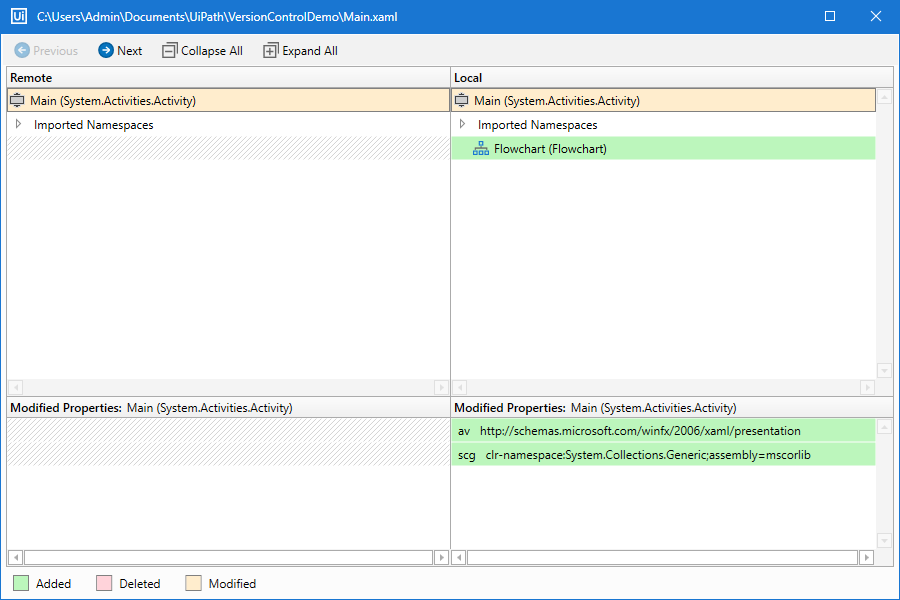 Ui C:\Users\Admin\Documents\UiPath\VersionControlDemo\Main.xaml
Previous Next Collapse All Expand All
Remote Local
Main (System.Activities.Activity) Main (System.Activities.Activity)
Imported Namespaces Imported Namespaces
Flowchart (Flowchart)
Modified Properties: Main (System.Activities.Activity) Modified Properties: Main (System.Activities.Activity)
av http://schemas.microsoft.com/winfx/2006/xaml/presentation
scg clr-namespace:System.Collections.Generic;assembly=mscorlib
Added Deleted Modified